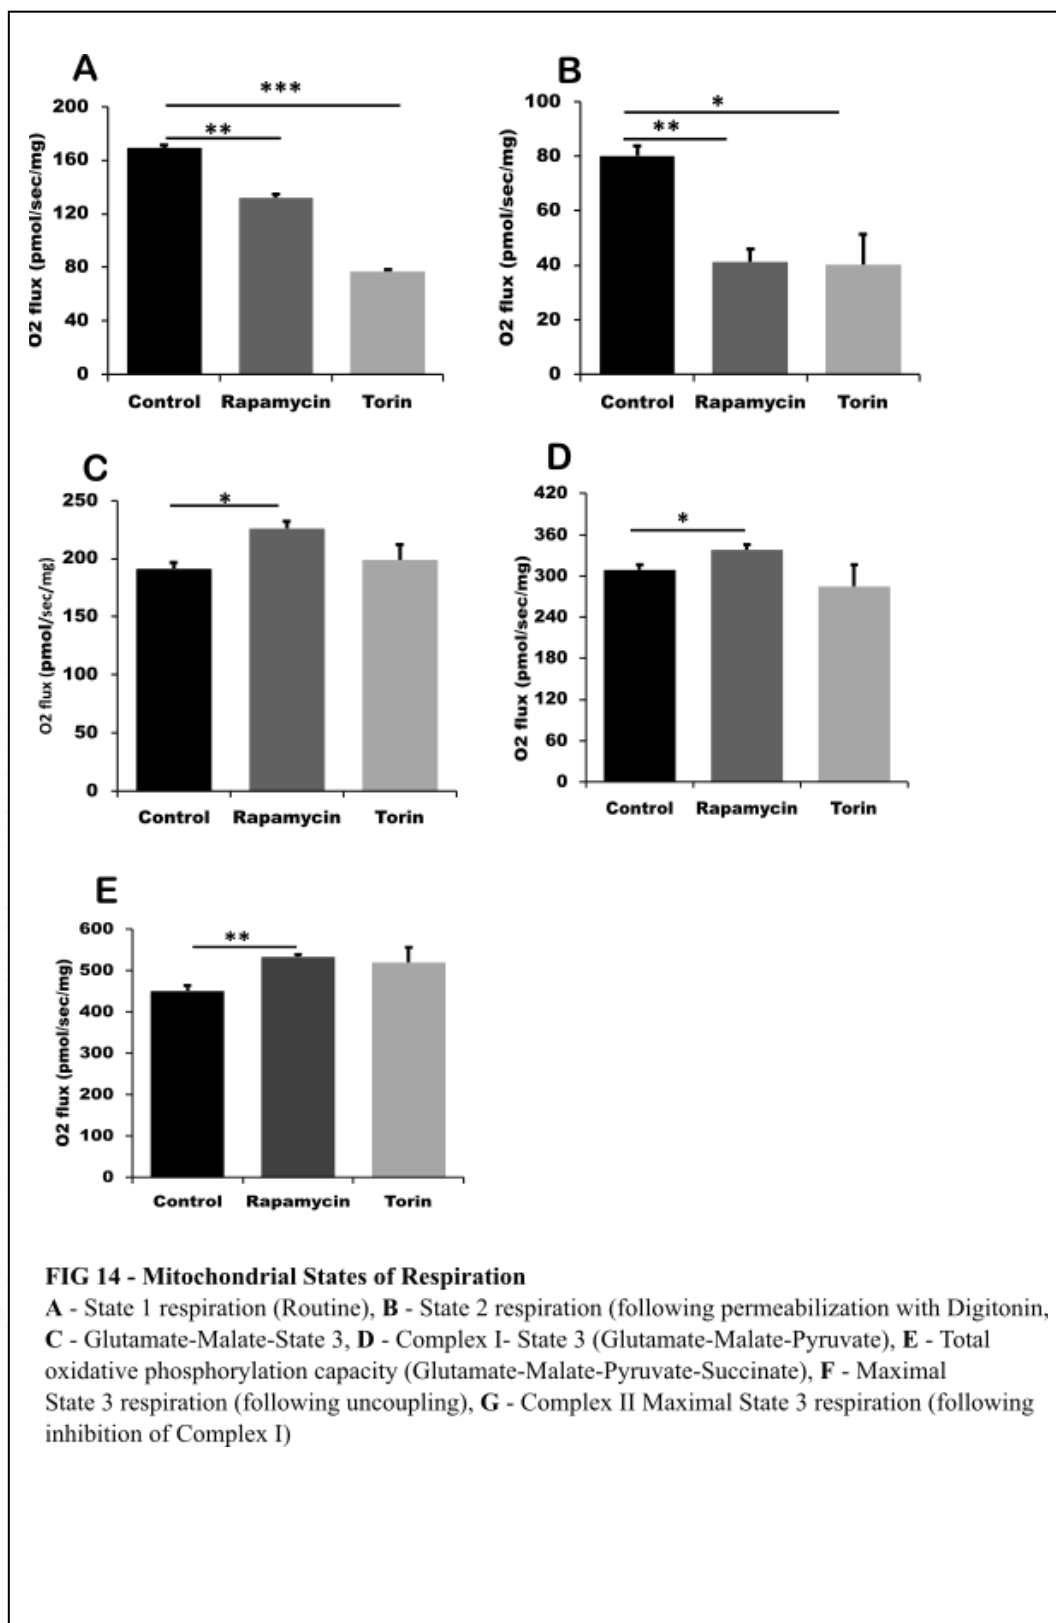 A
***
**
200
160
120
80
40
0
O2 flux (pmol/sec/mg)
Control Rapamycin Torin
B
*
**
100
80
60
40
20
0
O2 flux (pmol/sec/mg)
Control Rapamycin Torin
C
*
250
200
150
100
50
0
O2 flux (pmol/sec/mg)
Control Rapamycin Torin
D
*
420
360
300
240
180
120
60
0
O2 flux (pmol/sec/mg)
Control Rapamycin Torin
E
**
600
500
400
300
200
100
0
O2 flux (pmol/sec/mg)
Control Rapamycin Torin
FIG 14 - Mitochondrial States of Respiration
A - State 1 respiration (Routine), B - State 2 respiration (following permeabilization with Digitonin,
C - Glutamate-Malate-State 3, D - Complex I- State 3 (Glutamate-Malate-Pyruvate), E - Total
oxidative phosphorylation capacity (Glutamate-Malate-Pyruvate-Succinate), F - Maximal
State 3 respiration (following uncoupling), G - Complex II Maximal State 3 respiration (following
inhibition of Complex I)